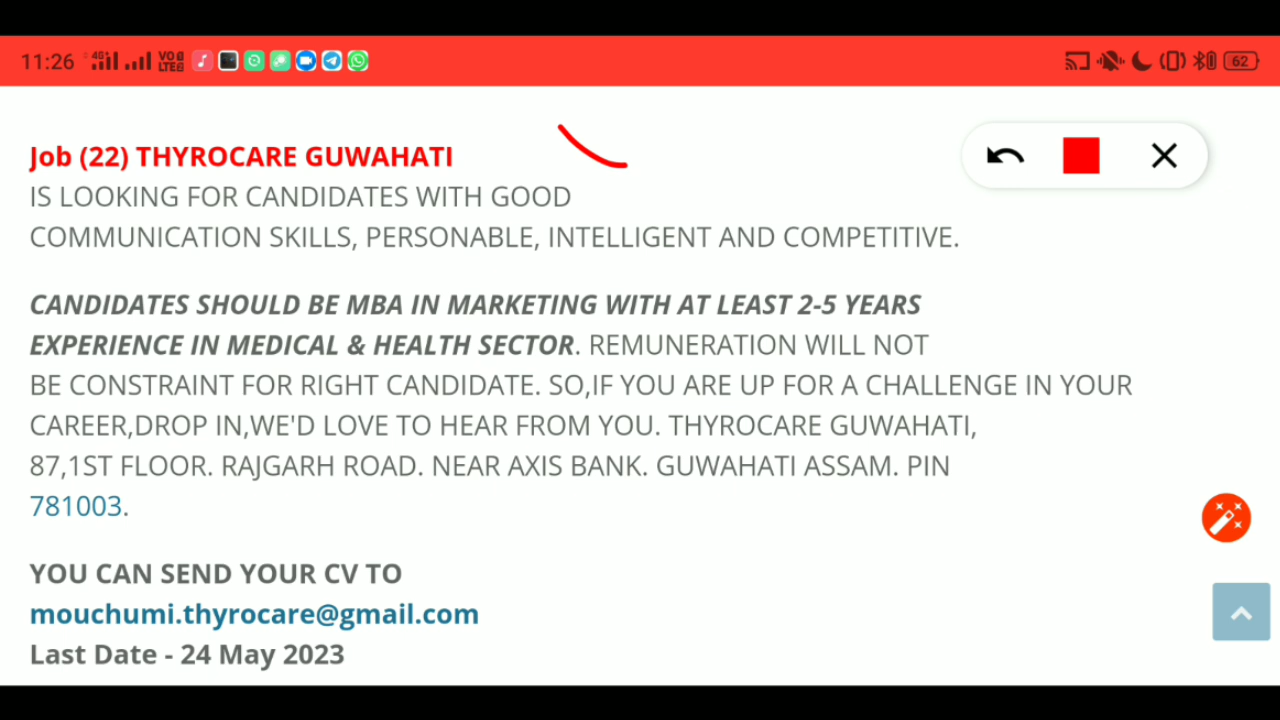 11:26 4G+ VO LTE 62
Job (22) THYROCARE GUWAHATI
IS LOOKING FOR CANDIDATES WITH GOOD
COMMUNICATION SKILLS, PERSONABLE, INTELLIGENT AND COMPETITIVE.
CANDIDATES SHOULD BE MBA IN MARKETING WITH AT LEAST 2-5 YEARS
EXPERIENCE IN MEDICAL & HEALTH SECTOR. REMUNERATION WILL NOT
BE CONSTRAINT FOR RIGHT CANDIDATE. SO,IF YOU ARE UP FOR A CHALLENGE IN YOUR
CAREER,DROP IN,WE'D LOVE TO HEAR FROM YOU. THYROCARE GUWAHATI,
87,1ST FLOOR. RAJGARH ROAD. NEAR AXIS BANK. GUWAHATI ASSAM. PIN
781003.
YOU CAN SEND YOUR CV TO
mouchumi.thyrocare@gmail.com
Last Date - 24 May 2023